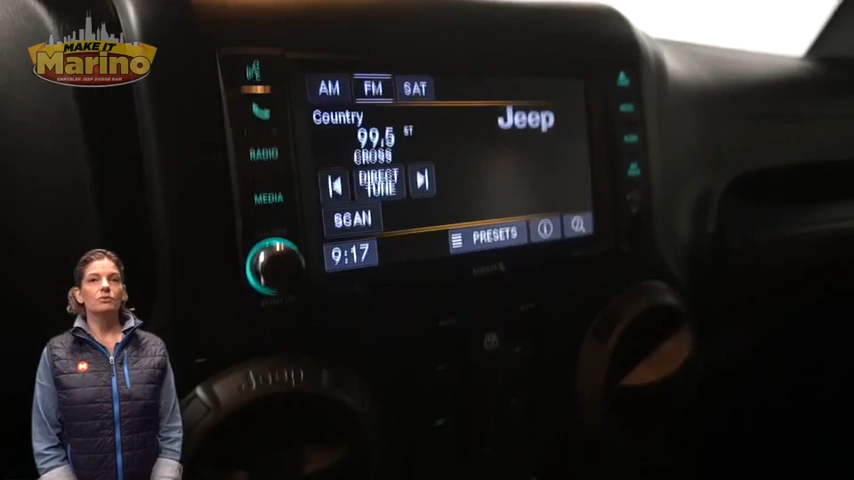 MAKE IT
Marino
CHRYSLER JEEP DODGE RAM
AM FM SAT
Country
Jeep
99.5 ST
CROSS
RADIO
DIRECT
TUNE
MEDIA
SCAN
PRESETS
9:17
Jeep